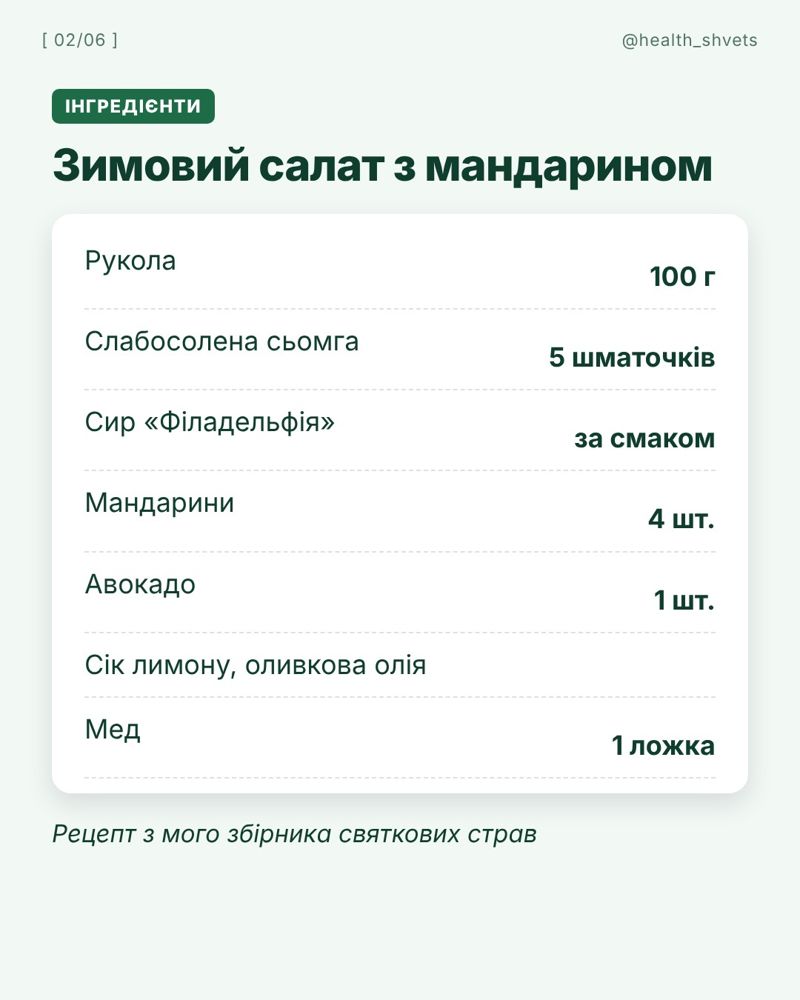 [ 02/06 ]
@health_shvets
ІНГРЕДІЄНТИ
Зимовий салат з мандарином
Рукола
100 г
Слабосолена сьомга
5 шматочків
Сир «Філадельфія»
за смаком
Мандарини
4 шт.
Авокадо
1 шт.
Сік лимону, оливкова олія
Мед
1 ложка
Рецепт з мого збірника святкових страв